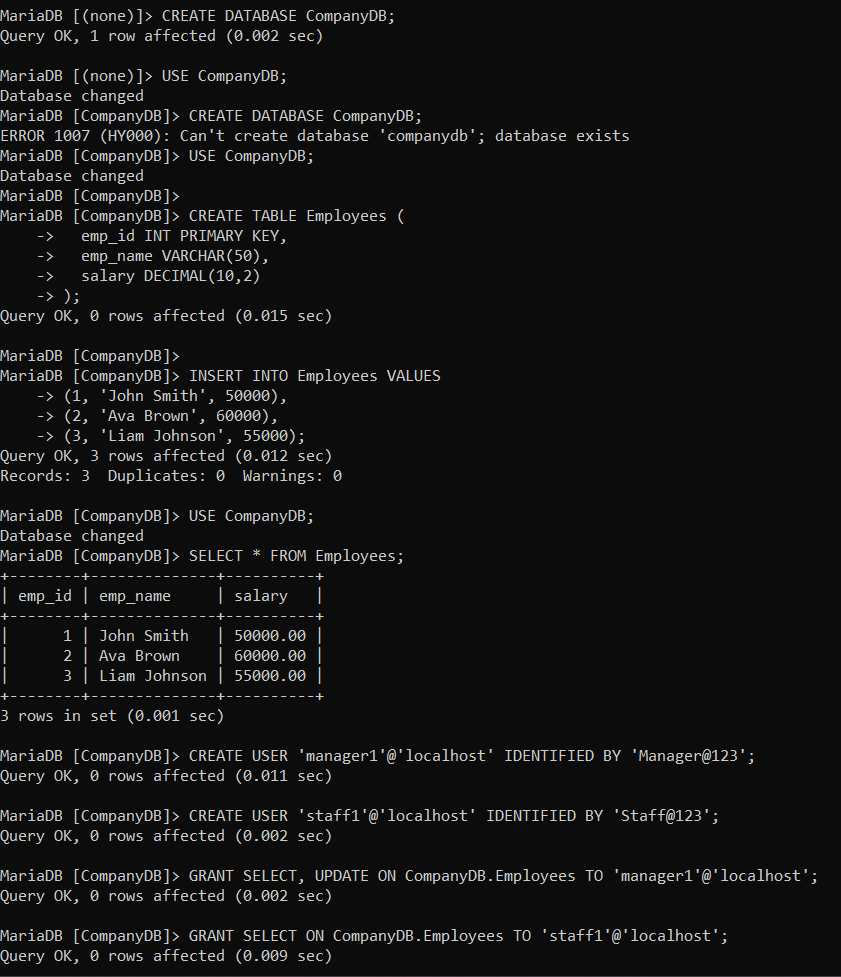 MariaDB [(none)]> CREATE DATABASE CompanyDB;
Query OK, 1 row affected (0.002 sec)
MariaDB [(none)]> USE CompanyDB;
Database changed
MariaDB [CompanyDB]> CREATE DATABASE CompanyDB;
ERROR 1007 (HY000): Can't create database 'companydb'; database exists
MariaDB [CompanyDB]> USE CompanyDB;
Database changed
MariaDB [CompanyDB]>
MariaDB [CompanyDB]> CREATE TABLE Employees (
    ->   emp_id INT PRIMARY KEY,
    ->   emp_name VARCHAR(50),
    ->   salary DECIMAL(10,2)
    -> );
Query OK, 0 rows affected (0.015 sec)
MariaDB [CompanyDB]>
MariaDB [CompanyDB]> INSERT INTO Employees VALUES
    -> (1, 'John Smith', 50000),
    -> (2, 'Ava Brown', 60000),
    -> (3, 'Liam Johnson', 55000);
Query OK, 3 rows affected (0.012 sec)
Records: 3  Duplicates: 0  Warnings: 0
MariaDB [CompanyDB]> USE CompanyDB;
Database changed
MariaDB [CompanyDB]> SELECT * FROM Employees;
+--------+--------------+----------+
| emp_id | emp_name     | salary   |
+--------+--------------+----------+
|      1 | John Smith   | 50000.00 |
|      2 | Ava Brown    | 60000.00 |
|      3 | Liam Johnson | 55000.00 |
+--------+--------------+----------+
3 rows in set (0.001 sec)
MariaDB [CompanyDB]> CREATE USER 'manager1'@'localhost' IDENTIFIED BY 'Manager@123';
Query OK, 0 rows affected (0.011 sec)
MariaDB [CompanyDB]> CREATE USER 'staff1'@'localhost' IDENTIFIED BY 'Staff@123';
Query OK, 0 rows affected (0.002 sec)
MariaDB [CompanyDB]> GRANT SELECT, UPDATE ON CompanyDB.Employees TO 'manager1'@'localhost';
Query OK, 0 rows affected (0.002 sec)
MariaDB [CompanyDB]> GRANT SELECT ON CompanyDB.Employees TO 'staff1'@'localhost';
Query OK, 0 rows affected (0.009 sec)